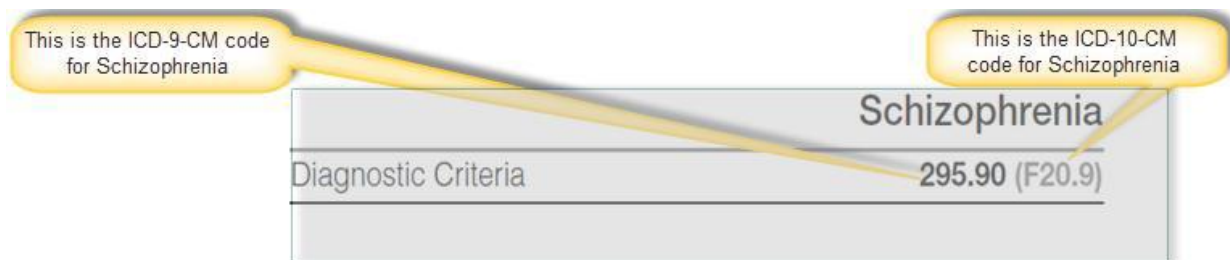 This is the ICD-9-CM code
for Schizophrenia
This is the ICD-10-CM
code for Schizophrenia
Schizophrenia
Diagnostic Criteria 295.90 (F20.9)